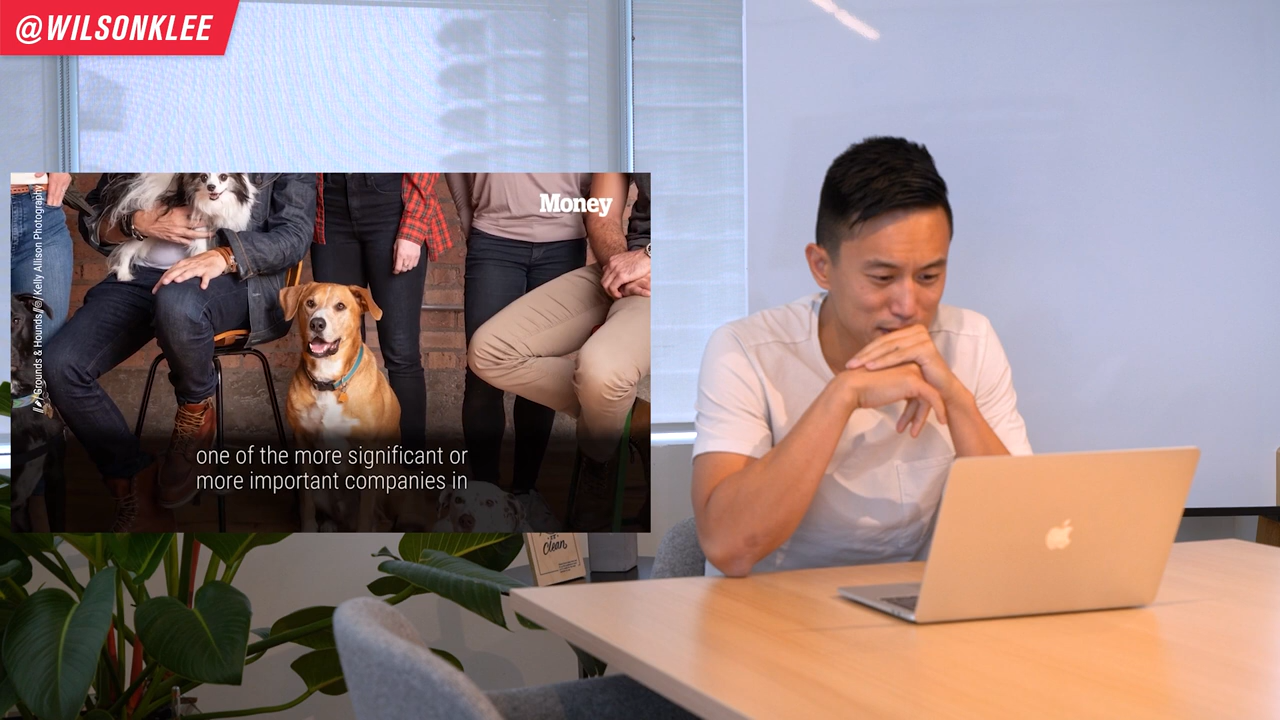 @WILSONKLEE
Money
//Grounds & Hounds//@/Kelly Allison Photography
one of the more significant or
more important companies in
Clean